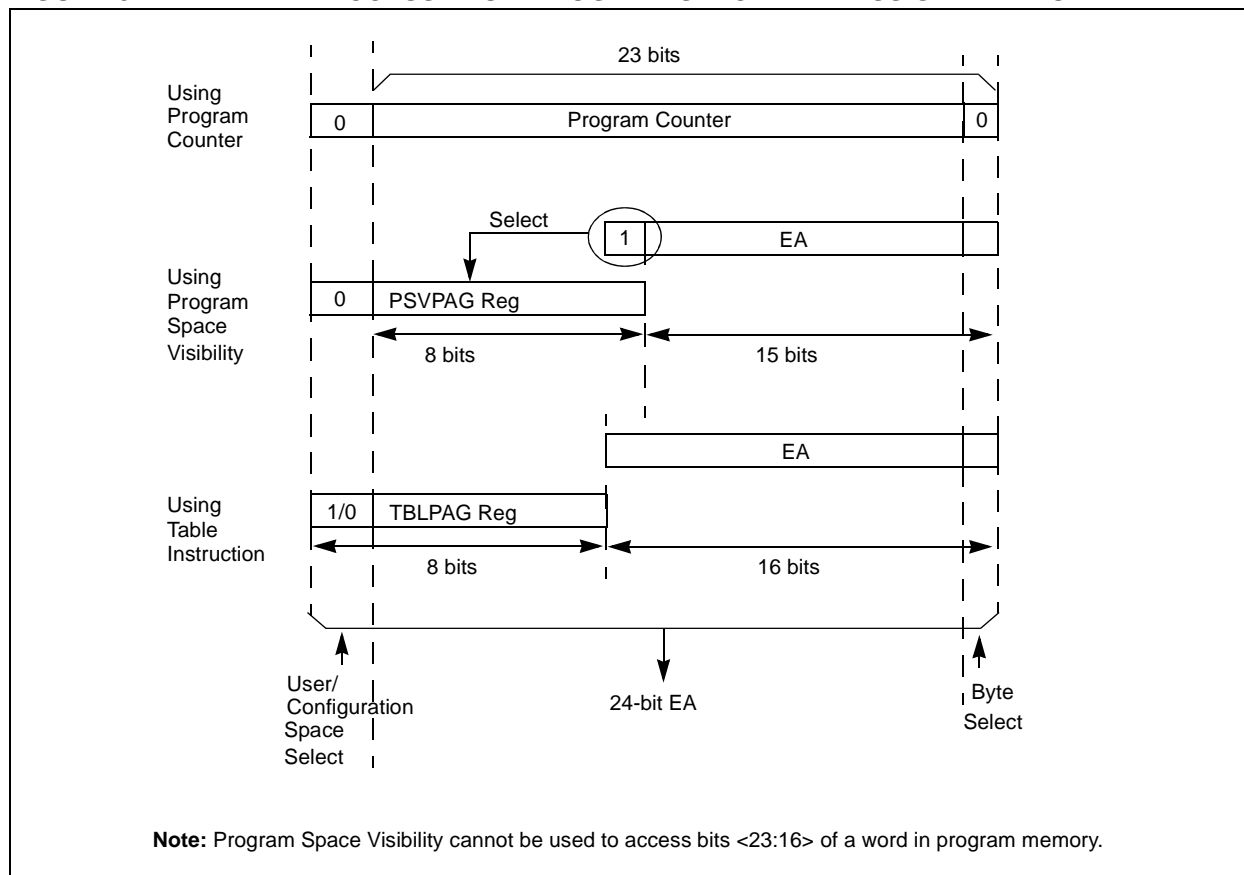 23 bits
Using
Program
Counter
0
Program Counter
0
Select
1
EA
Using
Program
Space
Visibility
0
PSVPAG Reg
8 bits
15 bits
EA
Using
Table
Instruction
1/0
TBLPAG Reg
8 bits
16 bits
User/
Configuration
Space
Select
24-bit EA
Byte
Select
Note: Program Space Visibility cannot be used to access bits <23:16> of a word in program memory.